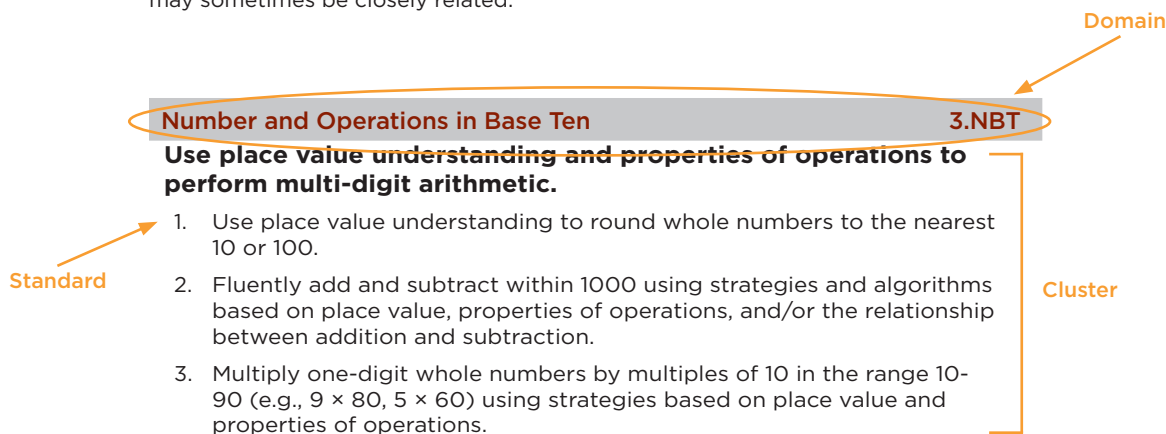 may sometimes be closely related.
Domain
Number and Operations in Base Ten 3.NBT
Use place value understanding and properties of operations to
perform multi-digit arithmetic.
1. Use place value understanding to round whole numbers to the nearest
10 or 100.
Standard
2. Fluently add and subtract within 1000 using strategies and algorithms
based on place value, properties of operations, and/or the relationship
between addition and subtraction.
Cluster
3. Multiply one-digit whole numbers by multiples of 10 in the range 10-
90 (e.g., 9 × 80, 5 × 60) using strategies based on place value and
properties of operations.